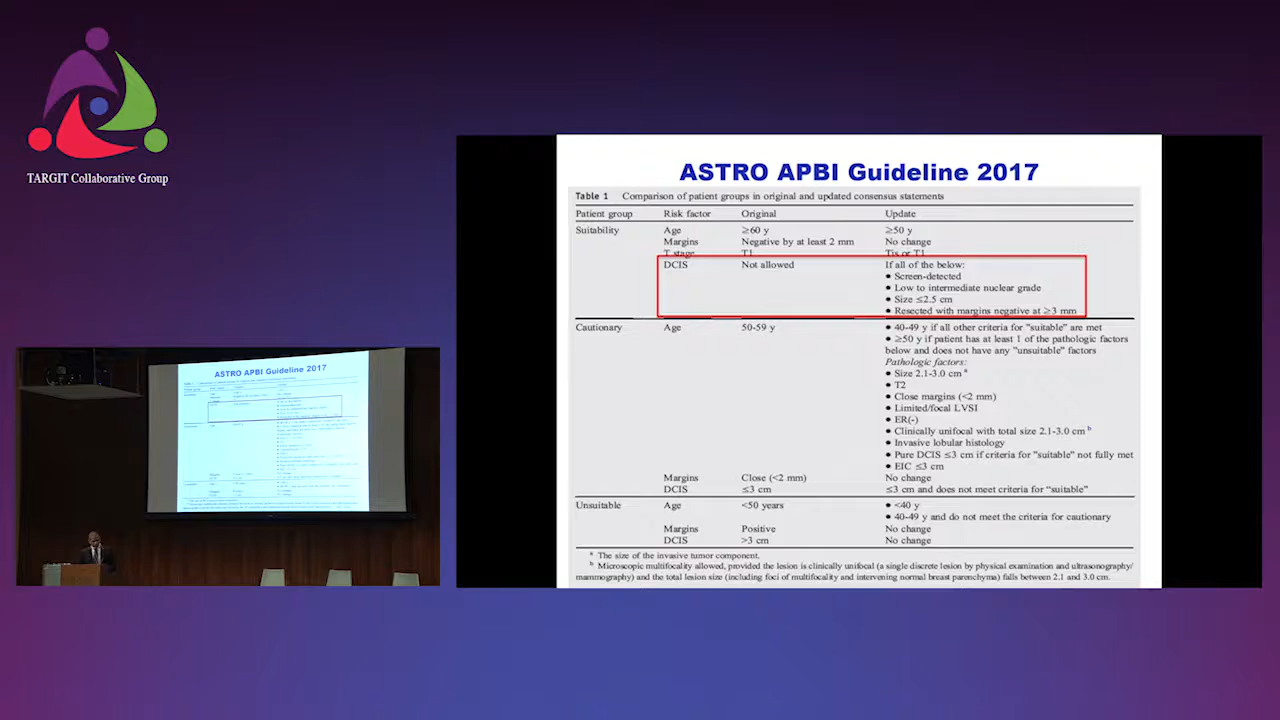 TARGIT Collaborative Group
ASTRO APBI Guideline 2017
Table 1 Comparison of patient groups in original and updated consensus statements
Patient group Risk factor Original Update
Suitability Age ≥60 y ≥50 y
Margins Negative by at least 2 mm No change
T stage T1 Tis or T1
DCIS Not allowed If all of the below:
• Screen-detected
• Low to intermediate nuclear grade
• Size ≤2.5 cm
• Resected with margins negative at ≥3 mm
Cautionary Age 50-59 y • 40-49 y if all other criteria for "suitable" are met
• ≥50 y if patient has at least 1 of the pathologic factors
below and does not have any "unsuitable" factors
Pathologic factors:
• Size 2.1-3.0 cm a
• T2
• Close margins (<2 mm)
• Limited/focal LVSI
• ER(-)
• Clinically unifocal with total size 2.1-3.0 cm b
• Invasive lobular histology
• Pure DCIS ≤3 cm if criteria for "suitable" not fully met
• EIC ≤3 cm
Margins Close (<2 mm) No change
DCIS ≤3 cm ≤3 cm and does not meet criteria for "suitable"
Unsuitable Age <50 years • <40 y
• 40-49 y and do not meet the criteria for cautionary
Margins Positive No change
DCIS >3 cm No change
a The size of the invasive tumor component.
b Microscopic multifocality allowed, provided the lesion is clinically unifocal (a single discrete lesion by physical examination and ultrasonography/
mammography) and the total lesion size (including foci of multifocality and intervening normal breast parenchyma) falls between 2.1 and 3.0 cm.
ASTRO APBI Guideline 2017